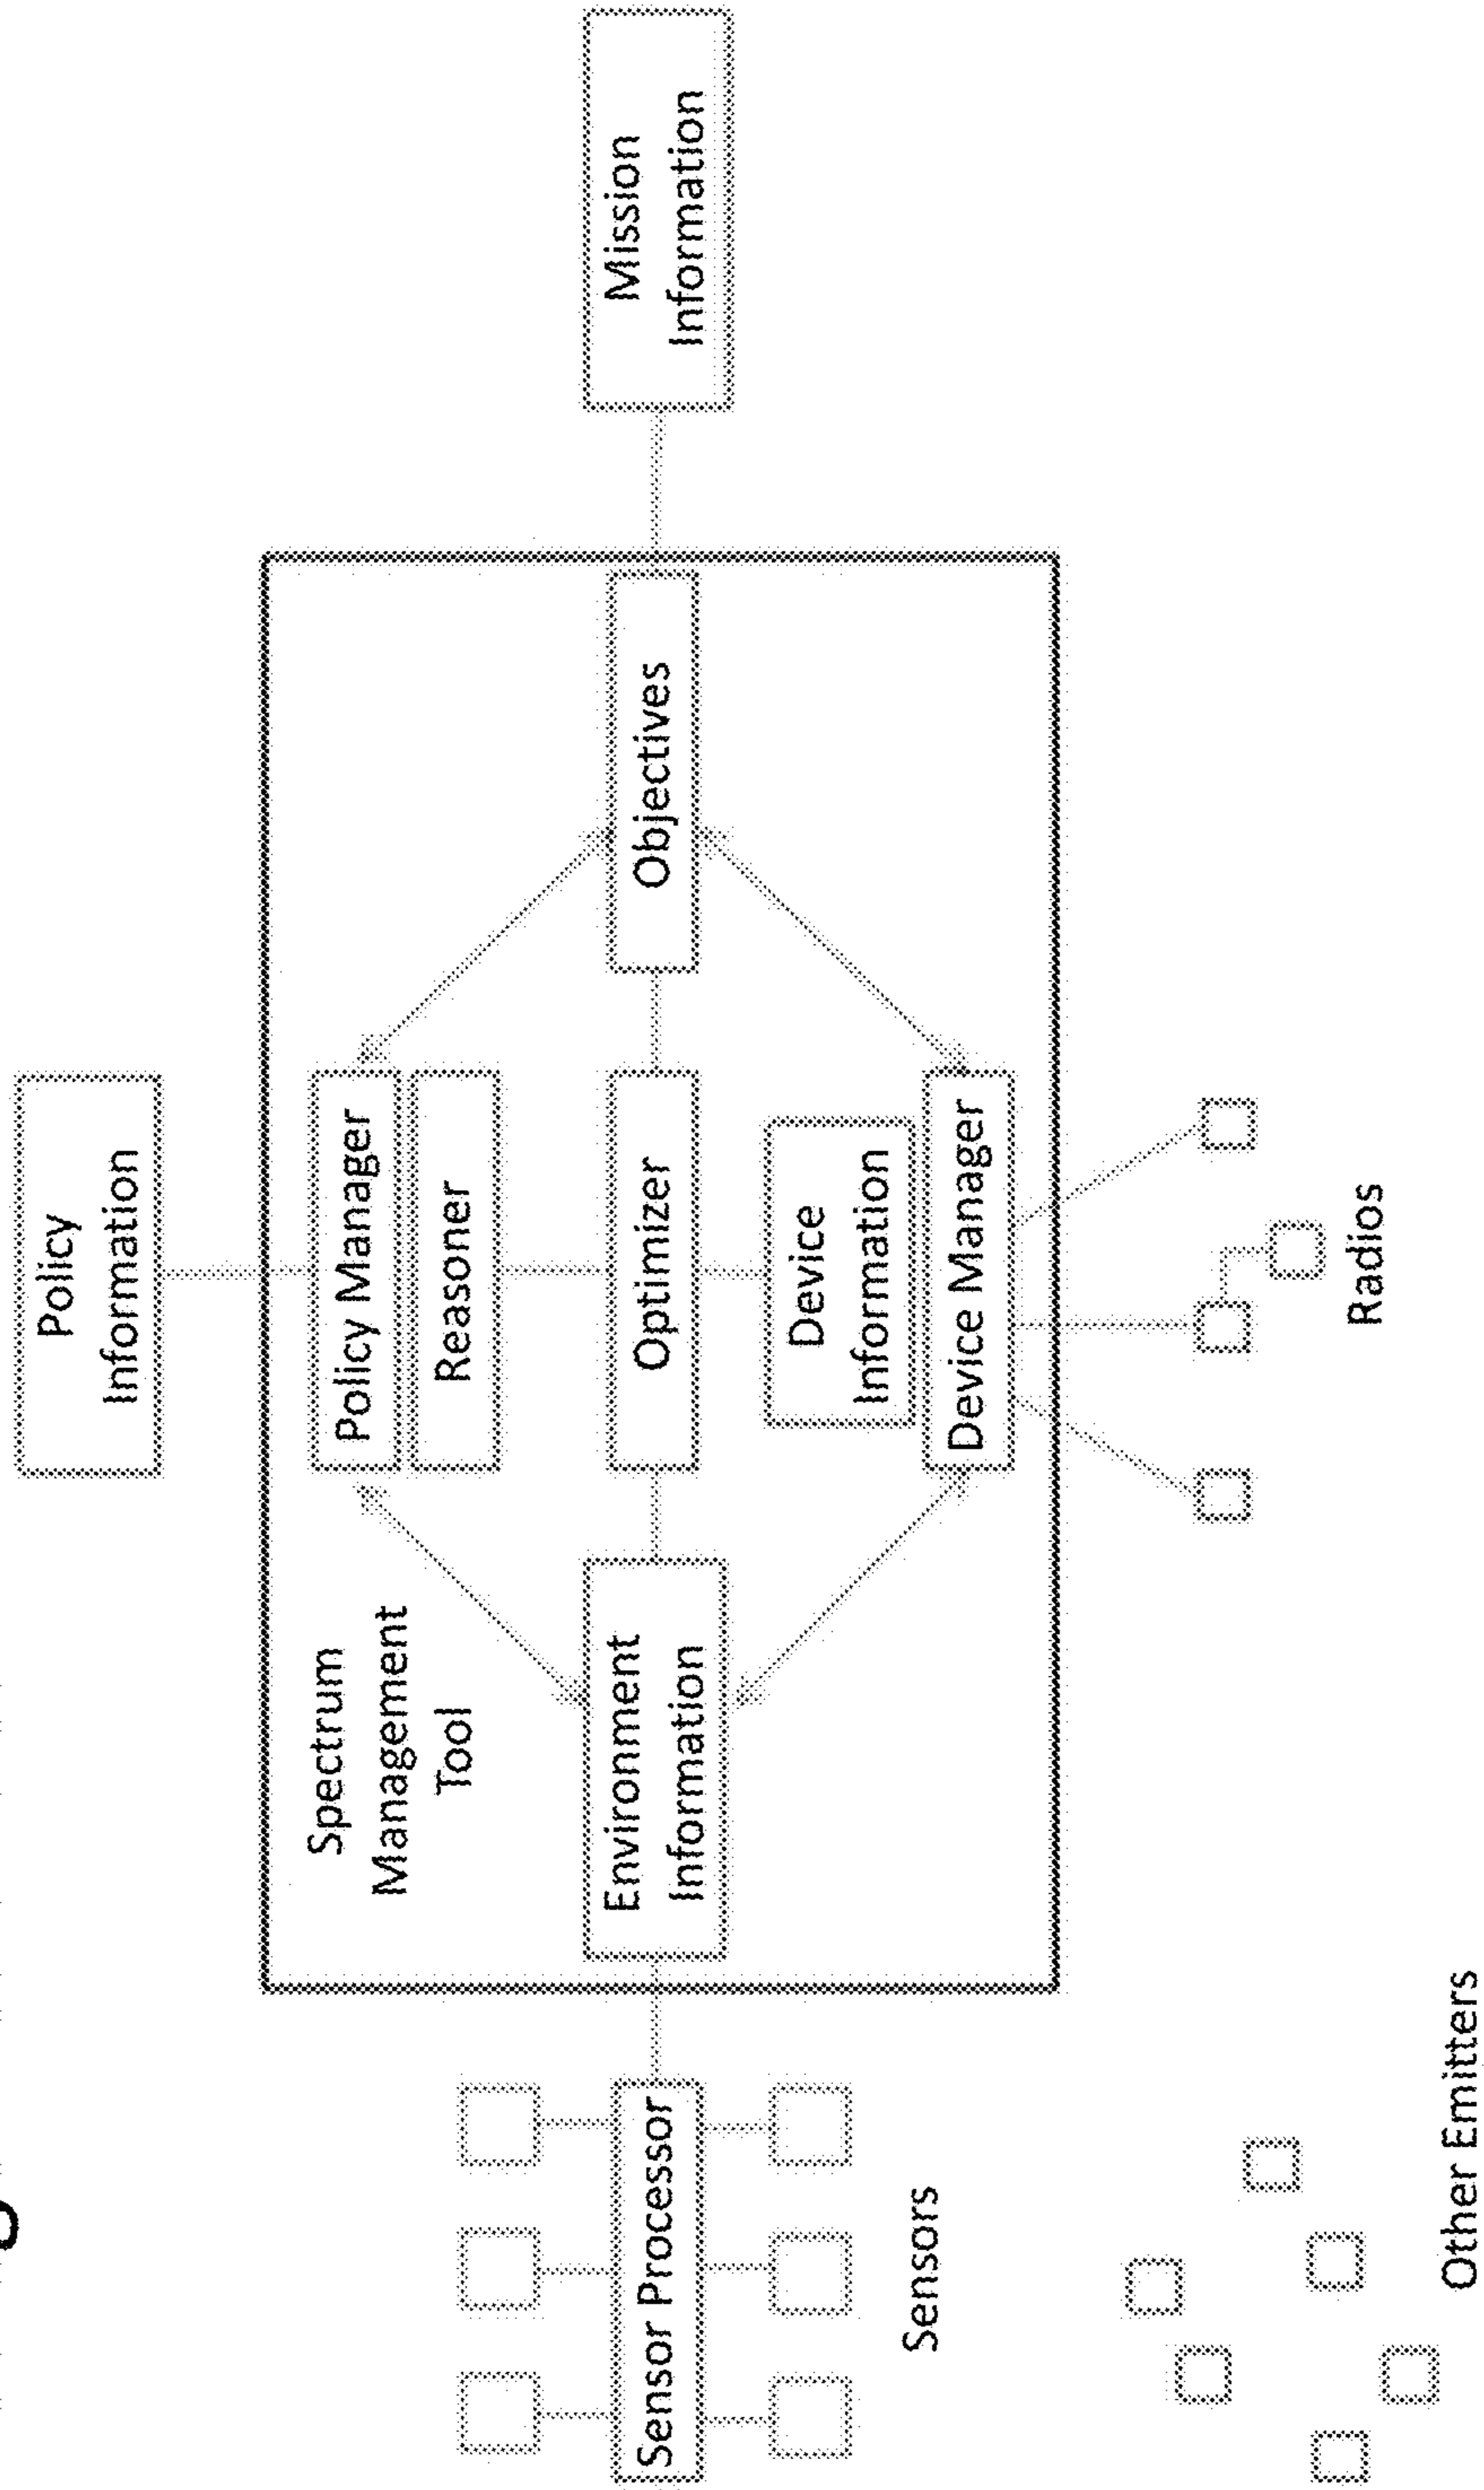 Policy
Information
Spectrum
Management
Tool
Policy Manager
Reasoner
Sensor Processor
Environment
Information
Optimizer
Objectives
Mission
Information
Device
Information
Device Manager
Sensors
Radios
Other Emitters